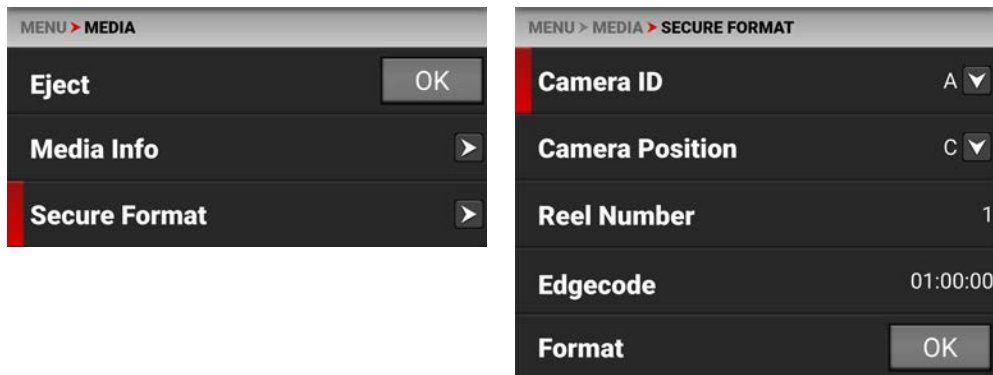 MENU > MEDIA
Eject OK
Media Info >
Secure Format >
MENU > MEDIA > SECURE FORMAT
Camera ID A
Camera Position C
Reel Number 1
Edgecode 01:00:00
Format OK